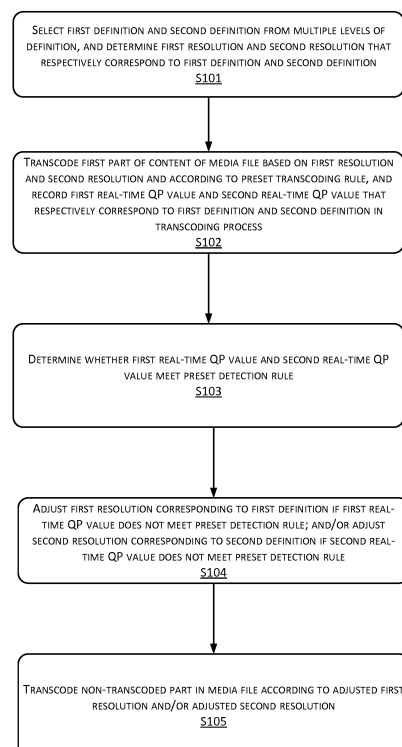 SELECT FIRST DEFINITION AND SECOND DEFINITION FROM MULTIPLE LEVELS OF
DEFINITION, AND DETERMINE FIRST RESOLUTION AND SECOND RESOLUTION THAT
RESPECTIVELY CORRESPOND TO FIRST DEFINITION AND SECOND DEFINITION
S101
TRANSCODE FIRST PART OF CONTENT OF MEDIA FILE BASED ON FIRST RESOLUTION
AND SECOND RESOLUTION AND ACCORDING TO PRESET TRANSCODING RULE, AND
RECORD FIRST REAL-TIME QP VALUE AND SECOND REAL-TIME QP VALUE THAT
RESPECTIVELY CORRESPOND TO FIRST DEFINITION AND SECOND DEFINITION IN
TRANSCODING PROCESS
S102
DETERMINE WHETHER FIRST REAL-TIME QP VALUE AND SECOND REAL-TIME QP
VALUE MEET PRESET DETECTION RULE
S103
ADJUST FIRST RESOLUTION CORRESPONDING TO FIRST DEFINITION IF FIRST REAL-
TIME QP VALUE DOES NOT MEET PRESET DETECTION RULE; AND/OR ADJUST
SECOND RESOLUTION CORRESPONDING TO SECOND DEFINITION IF SECOND REAL-
TIME QP VALUE DOES NOT MEET PRESET DETECTION RULE
S104
TRANSCODE NON-TRANSCODED PART IN MEDIA FILE ACCORDING TO ADJUSTED FIRST
RESOLUTION AND/OR ADJUSTED SECOND RESOLUTION
S105